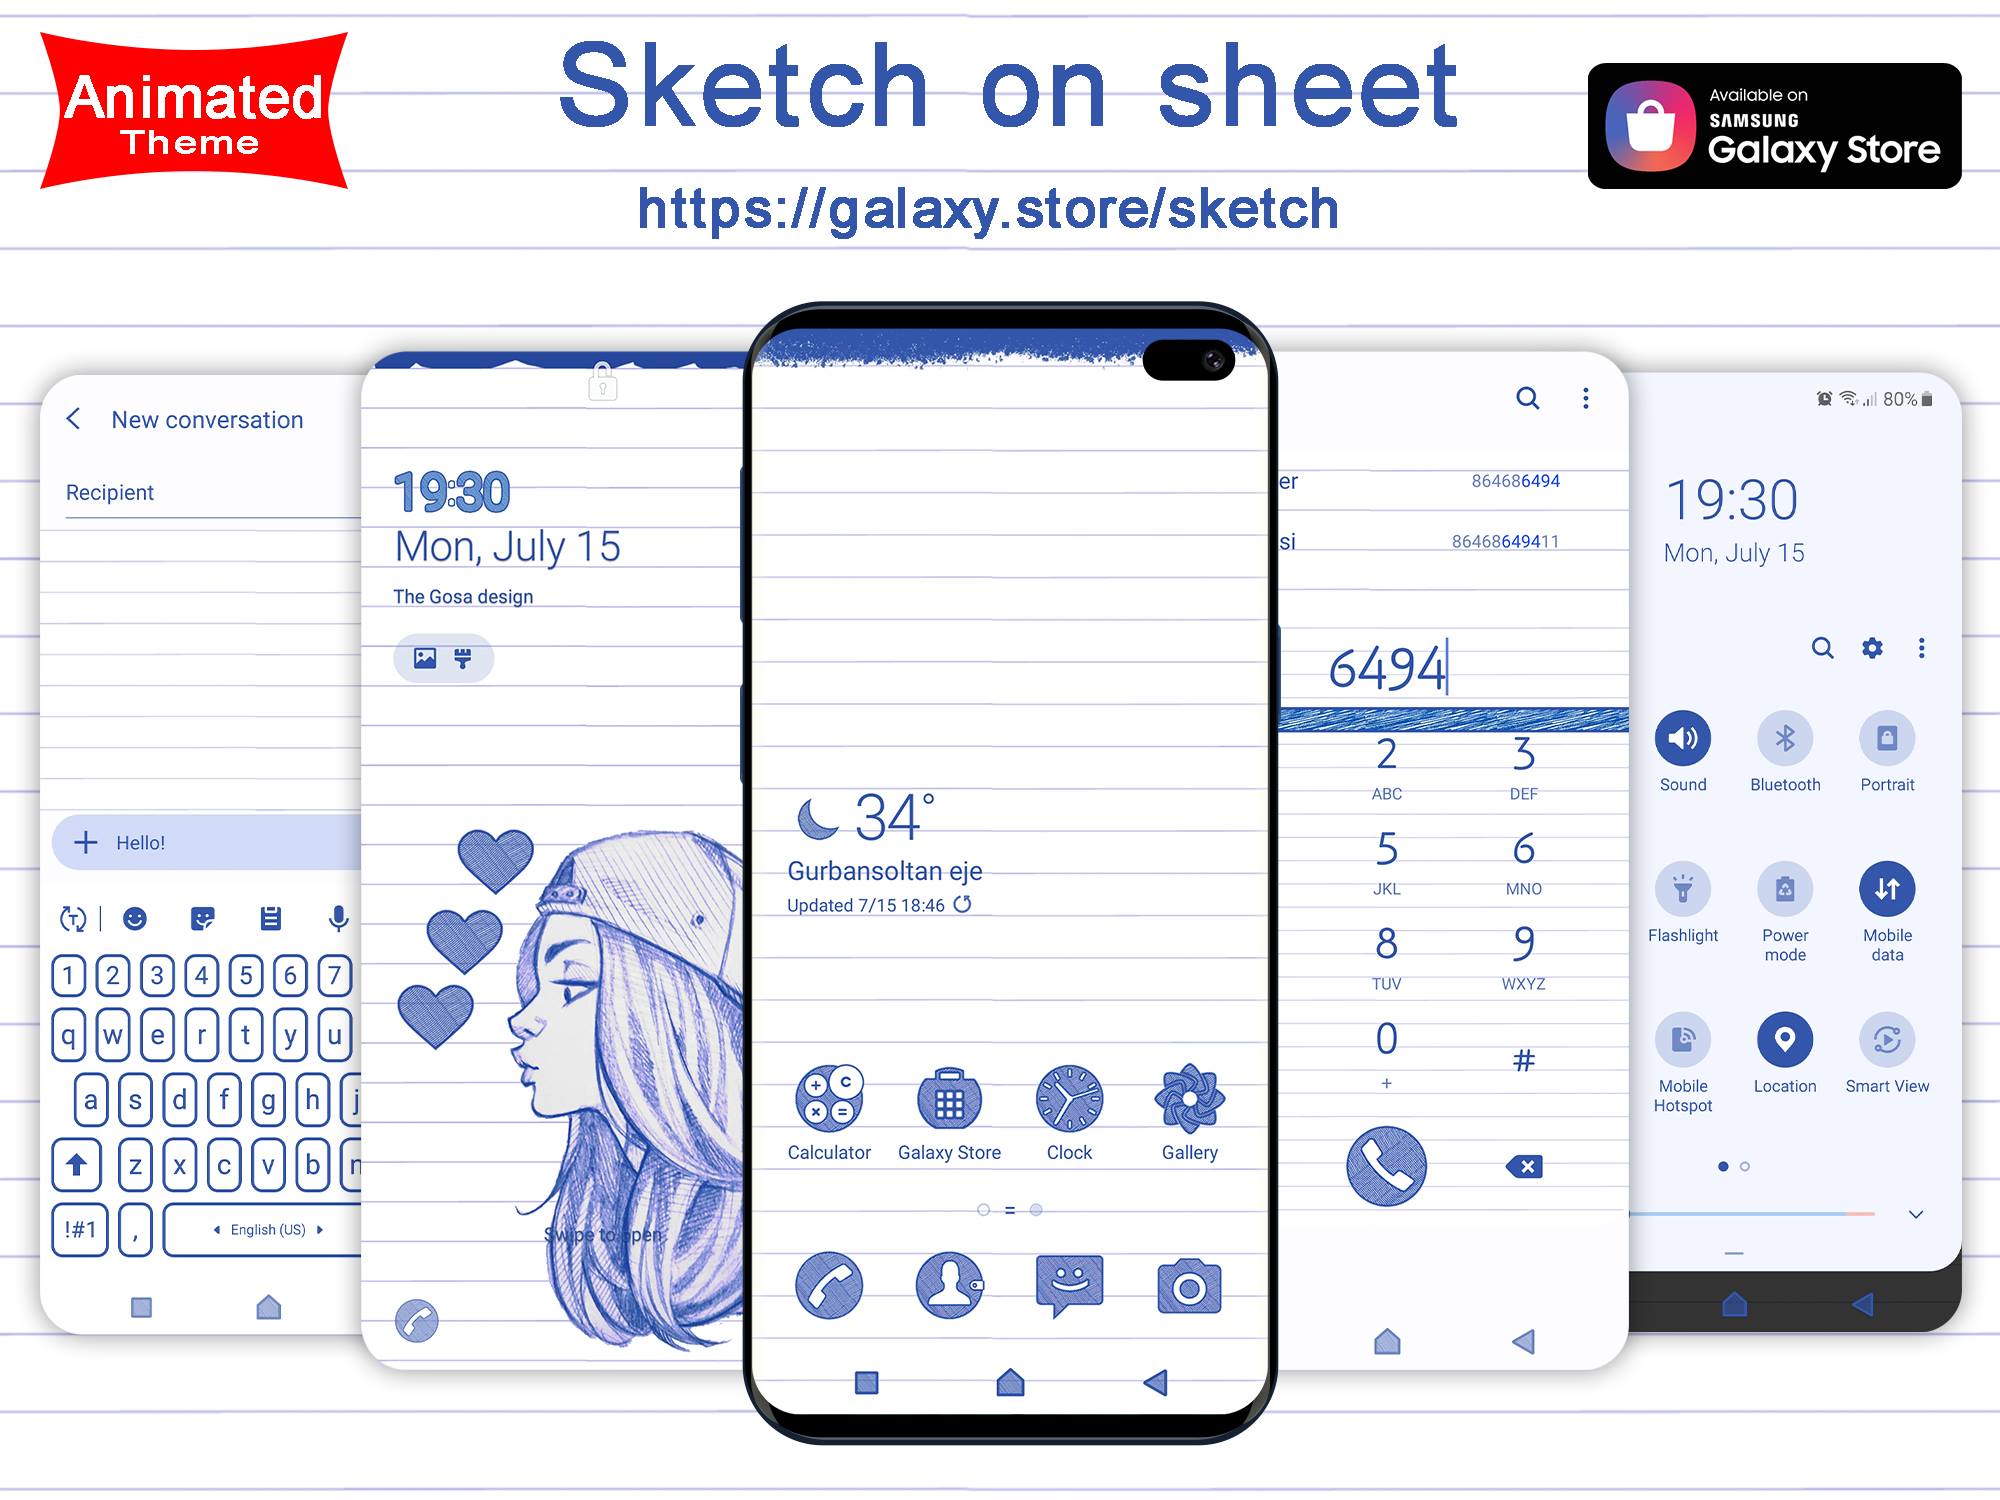 Animated
Theme
Sketch on sheet
https://galaxy.store/sketch
Available on
SAMSUNG
Galaxy Store
New conversation
Recipient
Hello!
1 2 3 4 5 6 7
q w e r t y u
a s d f g h j
z x c v b n
!#1 , English (US)
19:30
Mon, July 15
The Gosa design
Swipe to open
34°
Gurbansoltan eje
Updated 7/15 18:46
Calculator Galaxy Store Clock Gallery
er 864686494
si 86468649411
6494
2 3
ABC DEF
5 6
JKL MNO
8 9
TUV WXYZ
0 #
+
80%
19:30
Mon, July 15
Sound Bluetooth Portrait
Flashlight Power Mobile
mode data
Mobile Location Smart View
Hotspot